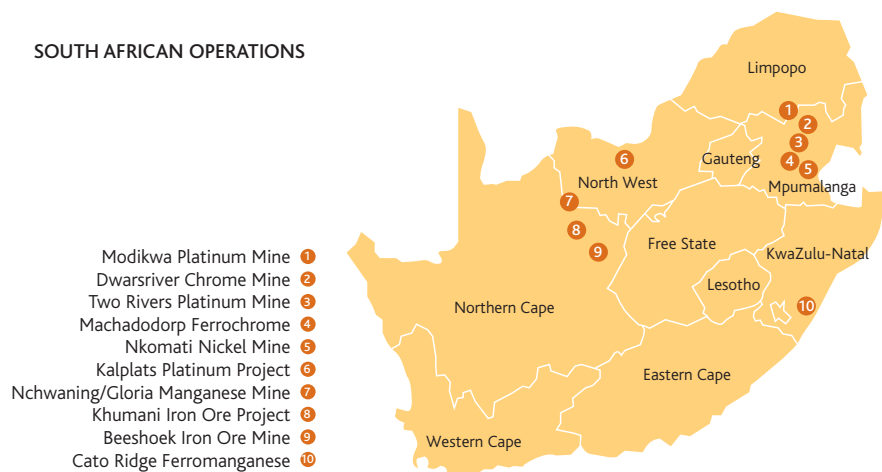 SOUTH AFRICAN OPERATIONS
Limpopo
1
2
3
Gauteng
4
5
6
North West
Mpumalanga
7
8
Free State
KwaZulu-Natal
9
Lesotho
Northern Cape
10
Eastern Cape
Western Cape
Modikwa Platinum Mine 1
Dwarsriver Chrome Mine 2
Two Rivers Platinum Mine 3
Machadodorp Ferrochrome 4
Nkomati Nickel Mine 5
Kalplats Platinum Project 6
Nchwaning/Gloria Manganese Mine 7
Khumani Iron Ore Project 8
Beeshoek Iron Ore Mine 9
Cato Ridge Ferromanganese 10